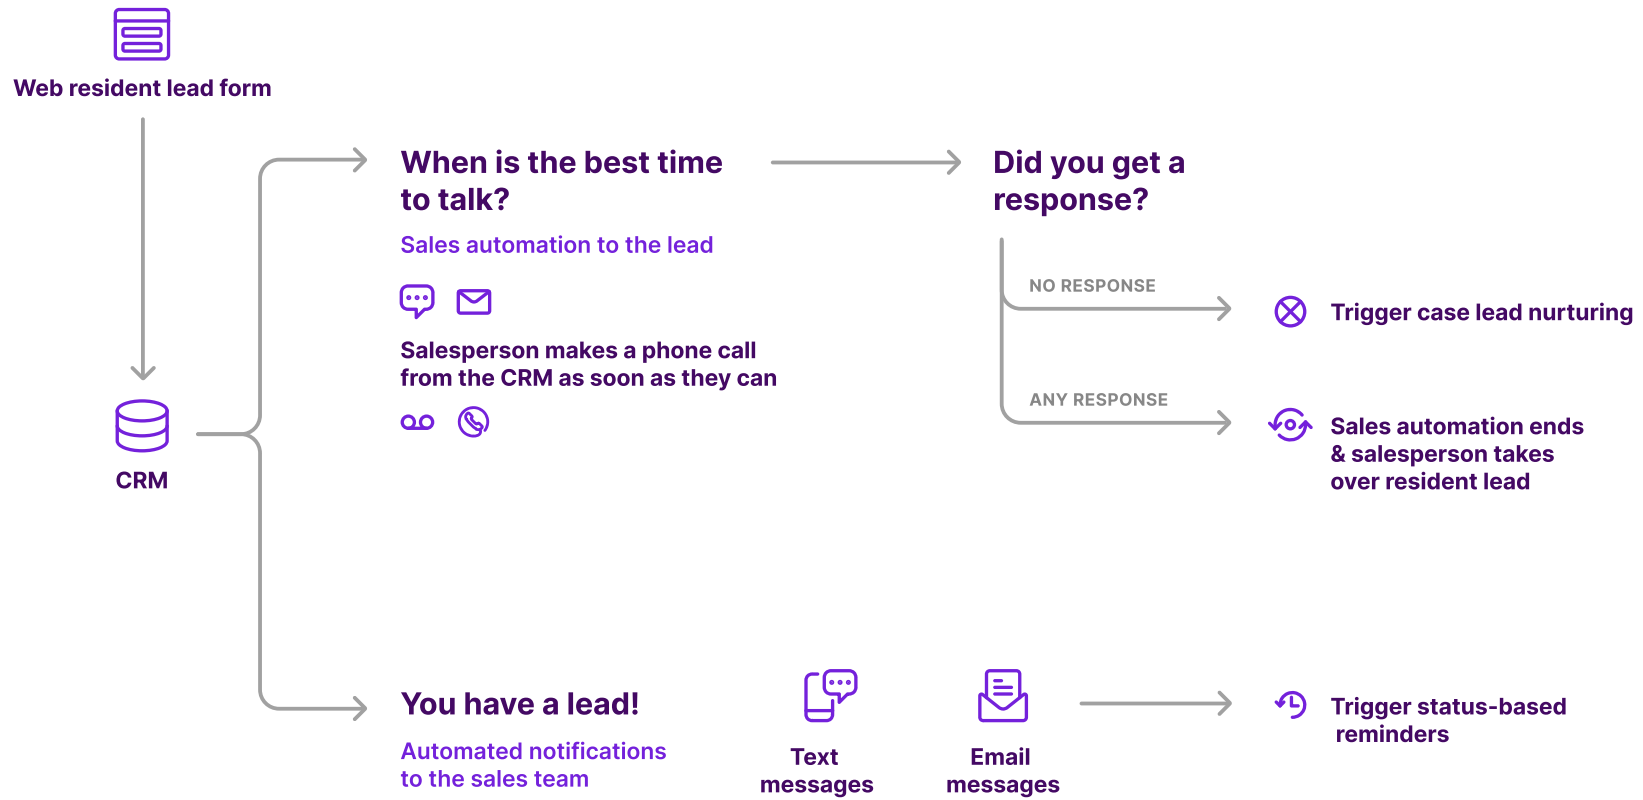 Web resident lead form
CRM
When is the best time
to talk?
Sales automation to the lead
Salesperson makes a phone call
from the CRM as soon as they can
Did you get a
response?
NO RESPONSE
Trigger case lead nurturing
ANY RESPONSE
Sales automation ends
& salesperson takes
over resident lead
You have a lead!
Automated notifications
to the sales team
Text
messages
Email
messages
Trigger status-based
reminders